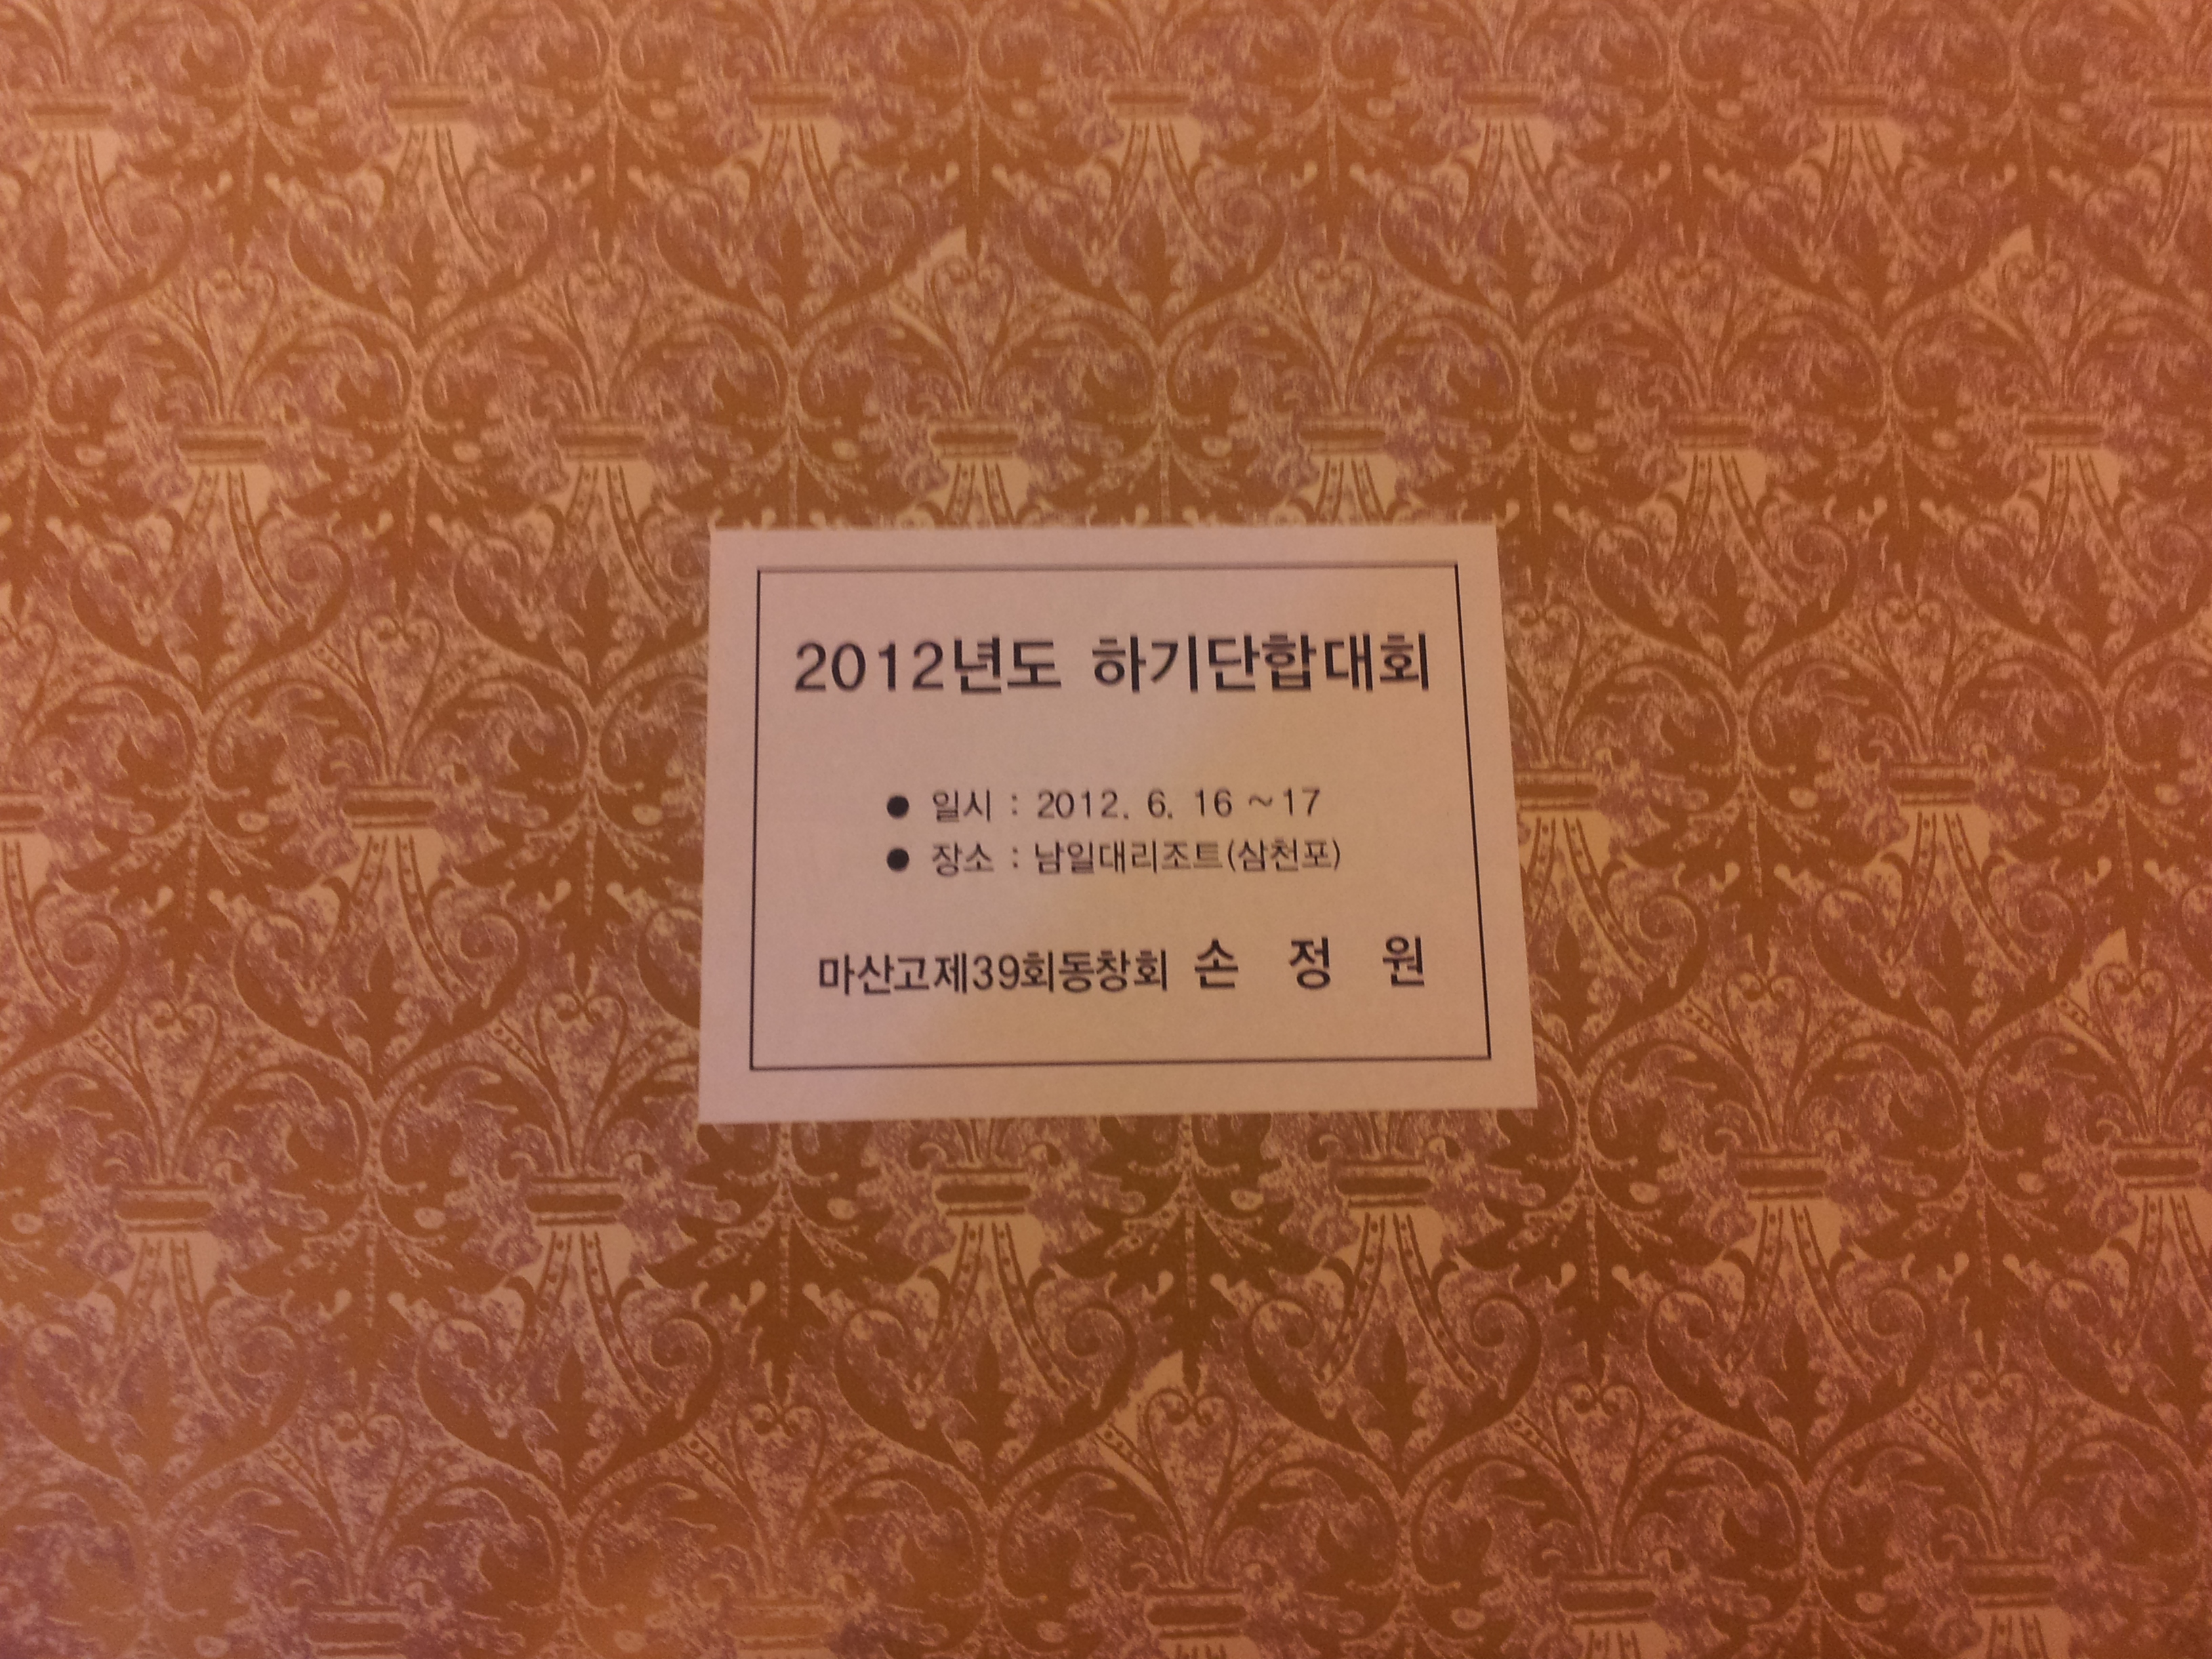 2012년도 하기단합대회
● 일시 : 2012. 6. 16 ~17
● 장소 : 남일대리조트(삼천포)
마산고제39회동창회 손 정 원